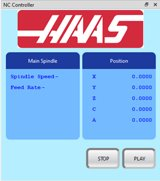 NC Controller
HAAS
Main Spindle
Position
Spindle Speed-
Feed Rate-
X 0.0000
Y 0.0000
Z 0.0000
C 0.0000
A 0.0000
STOP
PLAY